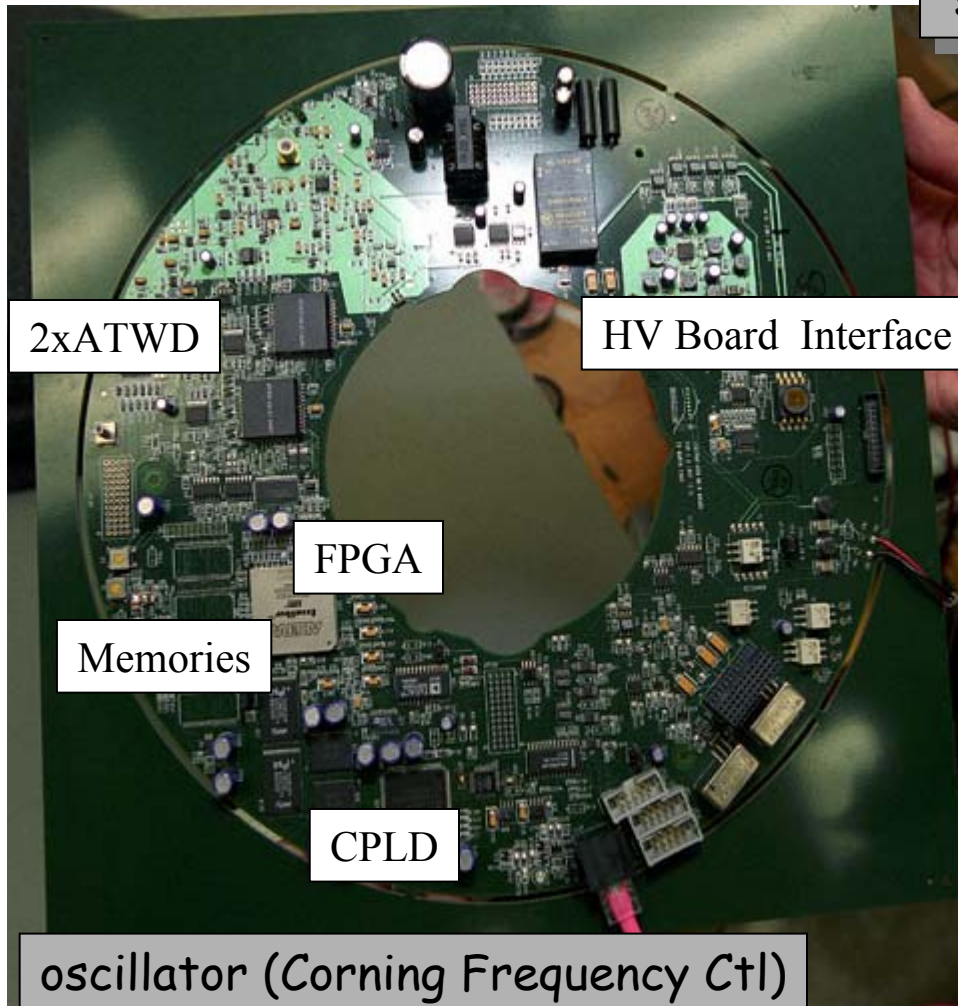 2xATWD
HV Board Interface
FPGA
Memories
CPLD
oscillator (Corning Frequency Ctl)